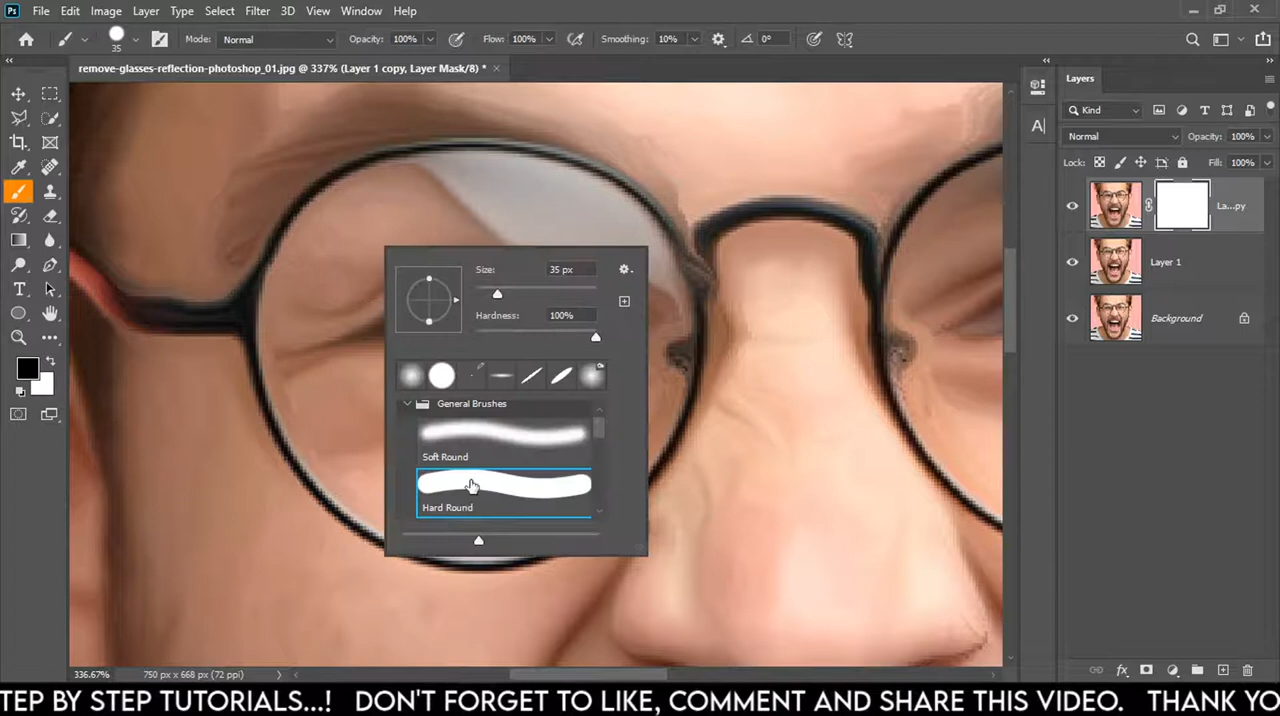 Ps File Edit Image Layer Type Select Filter 3D View Window Help
35 Mode: Normal Opacity: 100% Flow: 100% Smoothing: 10% 0°
remove-glasses-reflection-photoshop_01.jpg @ 337% (Layer 1 copy, Layer Mask/8) *
Layers
Kind
Normal Opacity: 100%
Lock: Fill: 100%
La...py
Layer 1
Background
Size: 35 px
Hardness: 100%
General Brushes
Soft Round
Hard Round
336.67% 750 px x 668 px (72 ppi)
TEP BY STEP TUTORIALS...! DON'T FORGET TO LIKE, COMMENT AND SHARE THIS VIDEO. THANK YO